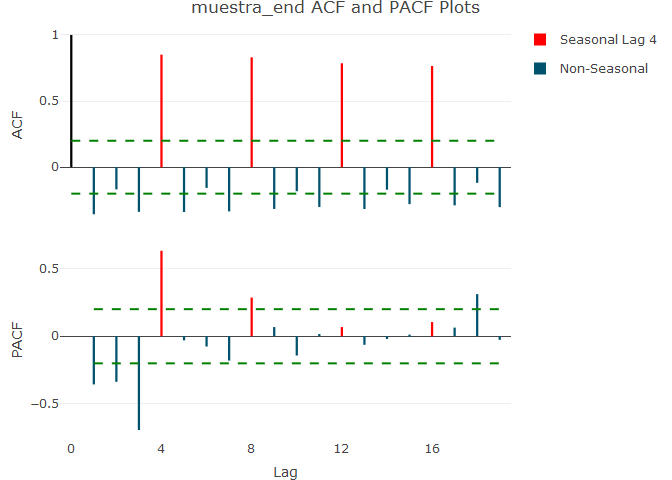 muestra_end ACF and PACF Plots
1
0.5
0
ACF
Seasonal Lag 4
Non-Seasonal
0.5
0
−0.5
PACF
0 4 8 12 16
Lag